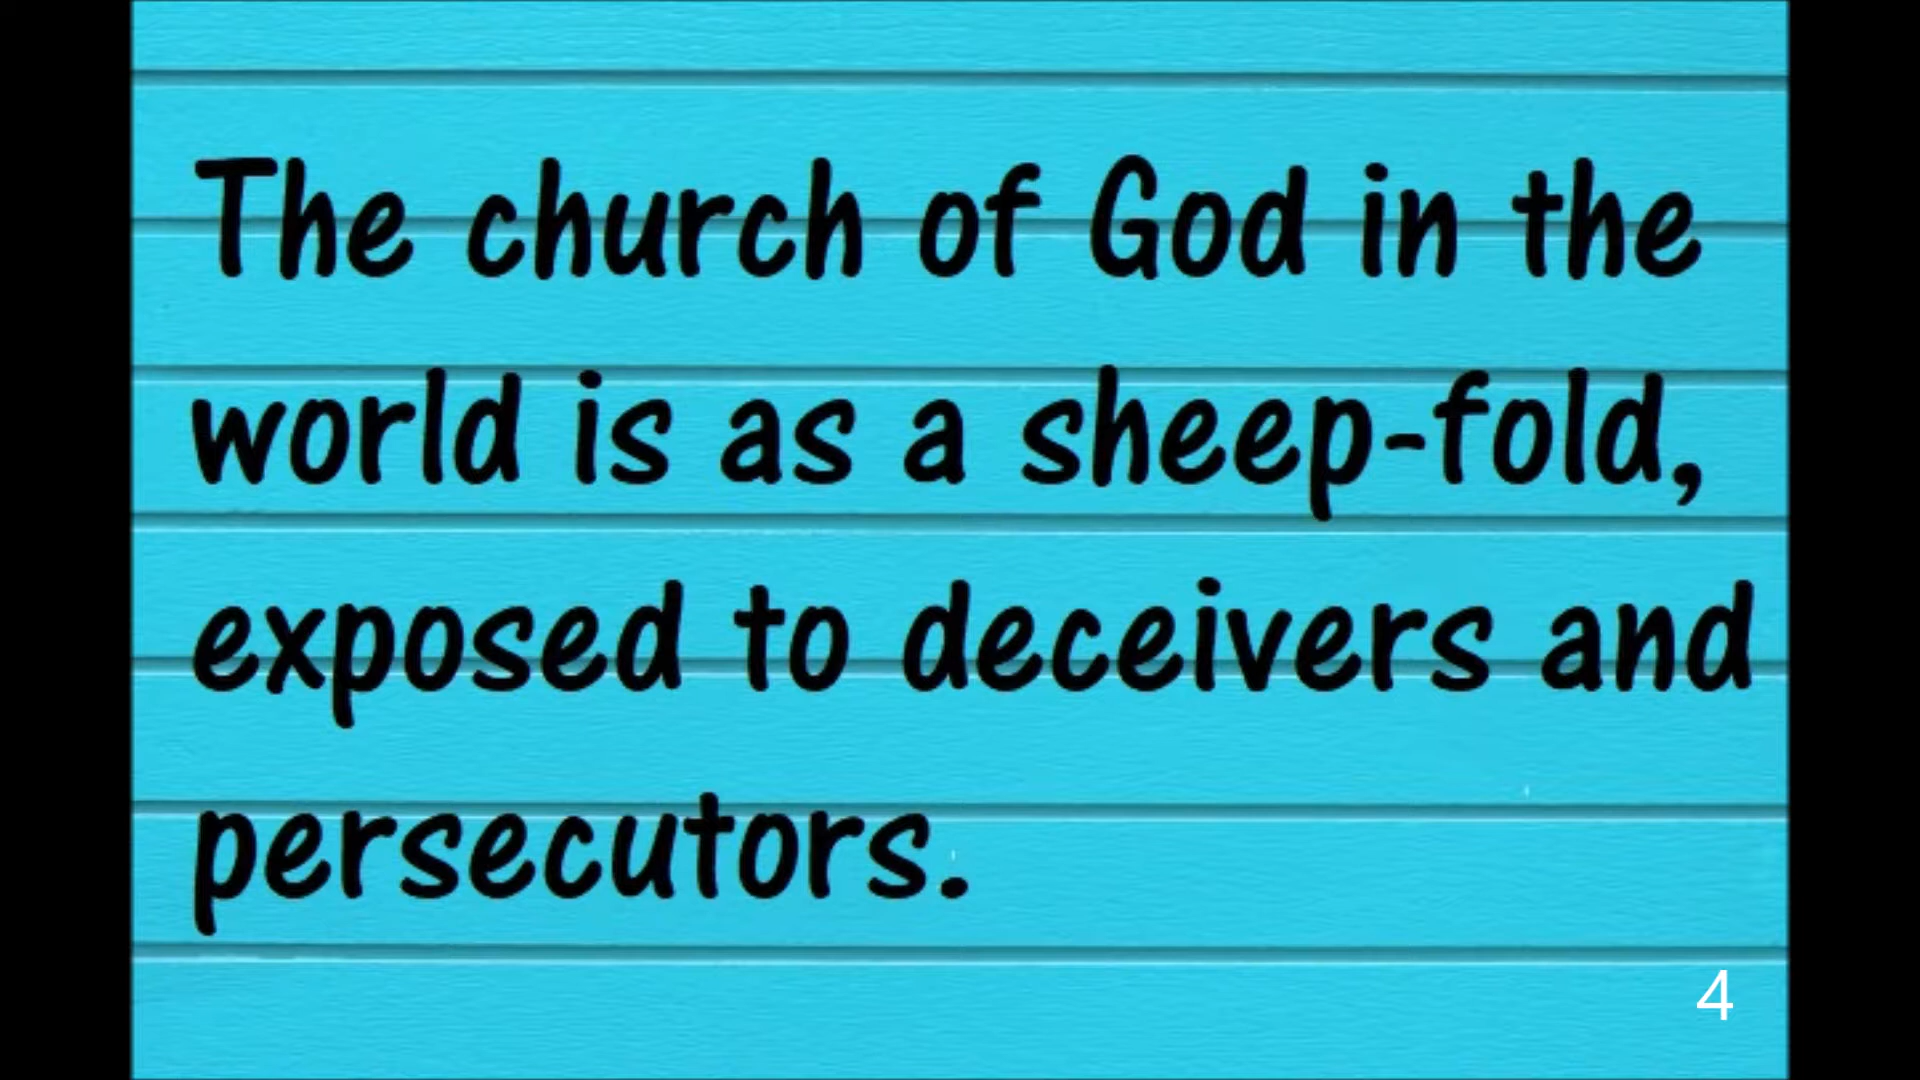 The church of God in the
world is as a sheep-fold,
exposed to deceivers and
persecutors.
4